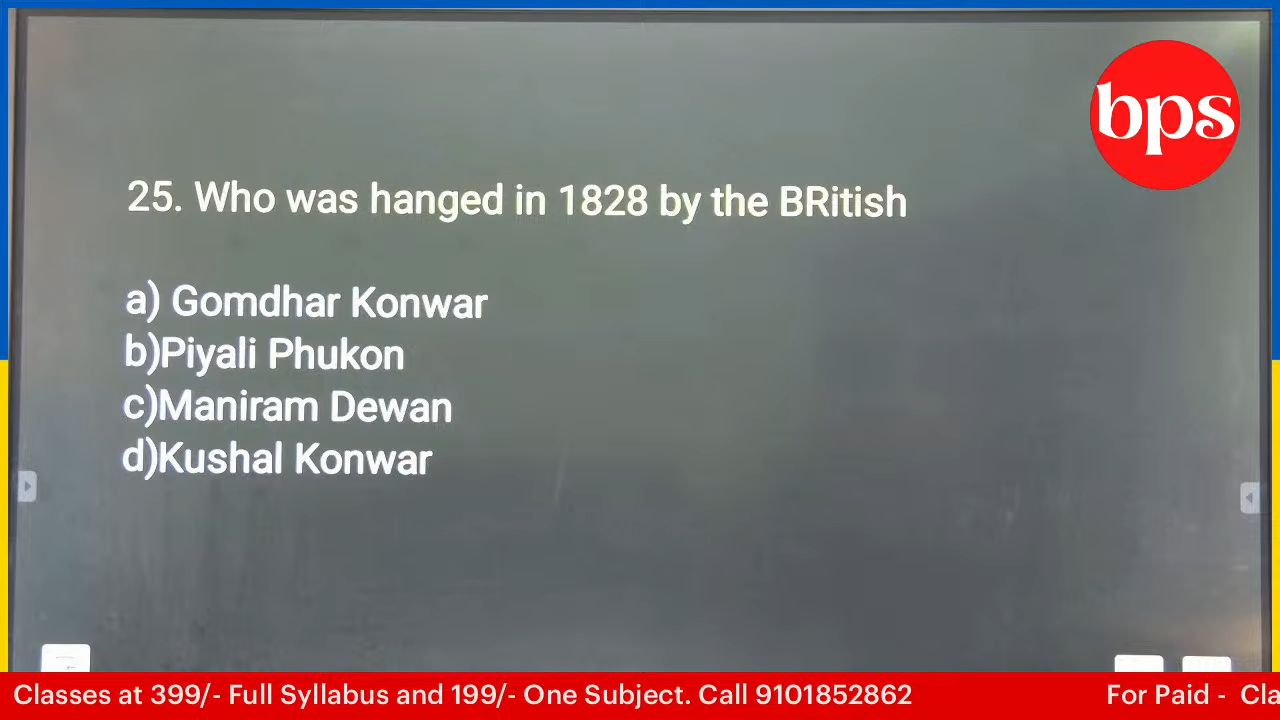 bps
25. Who was hanged in 1828 by the BRitish
a) Gomdhar Konwar
b)Piyali Phukon
c)Maniram Dewan
d)Kushal Konwar
Classes at 399/- Full Syllabus and 199/- One Subject. Call 9101852862 For Paid - Cla